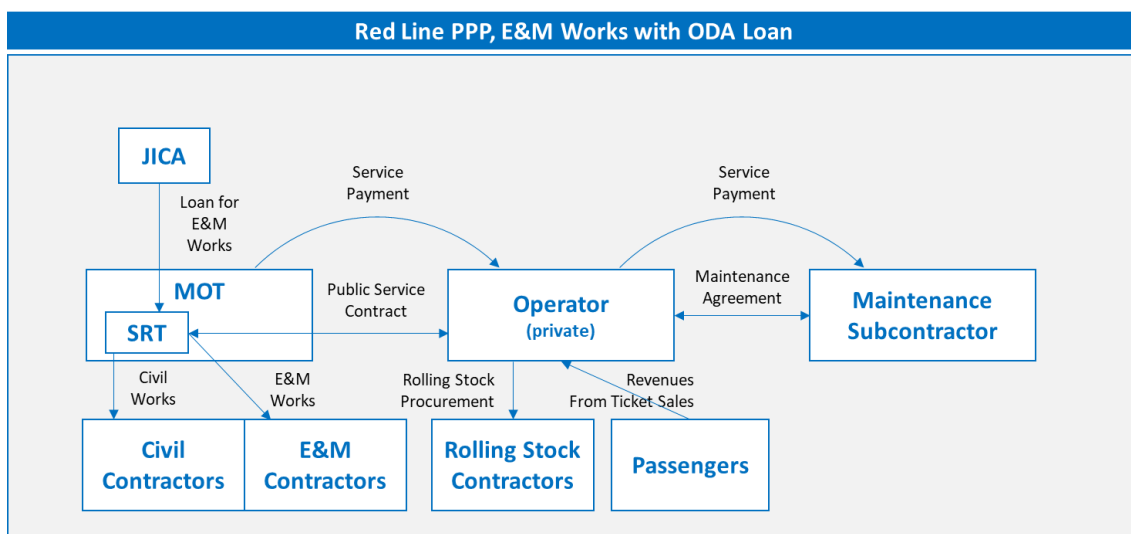 Red Line PPP, E&M Works with ODA Loan
JICA
Loan for
E&M
Works
Service
Payment
Service
Payment
MOT
SRT
Public Service
Contract
Operator
(private)
Maintenance
Agreement
Maintenance
Subcontractor
Civil
Works
E&M
Works
Rolling Stock
Procurement
Revenues
From Ticket Sales
Civil
Contractors
E&M
Contractors
Rolling Stock
Contractors
Passengers